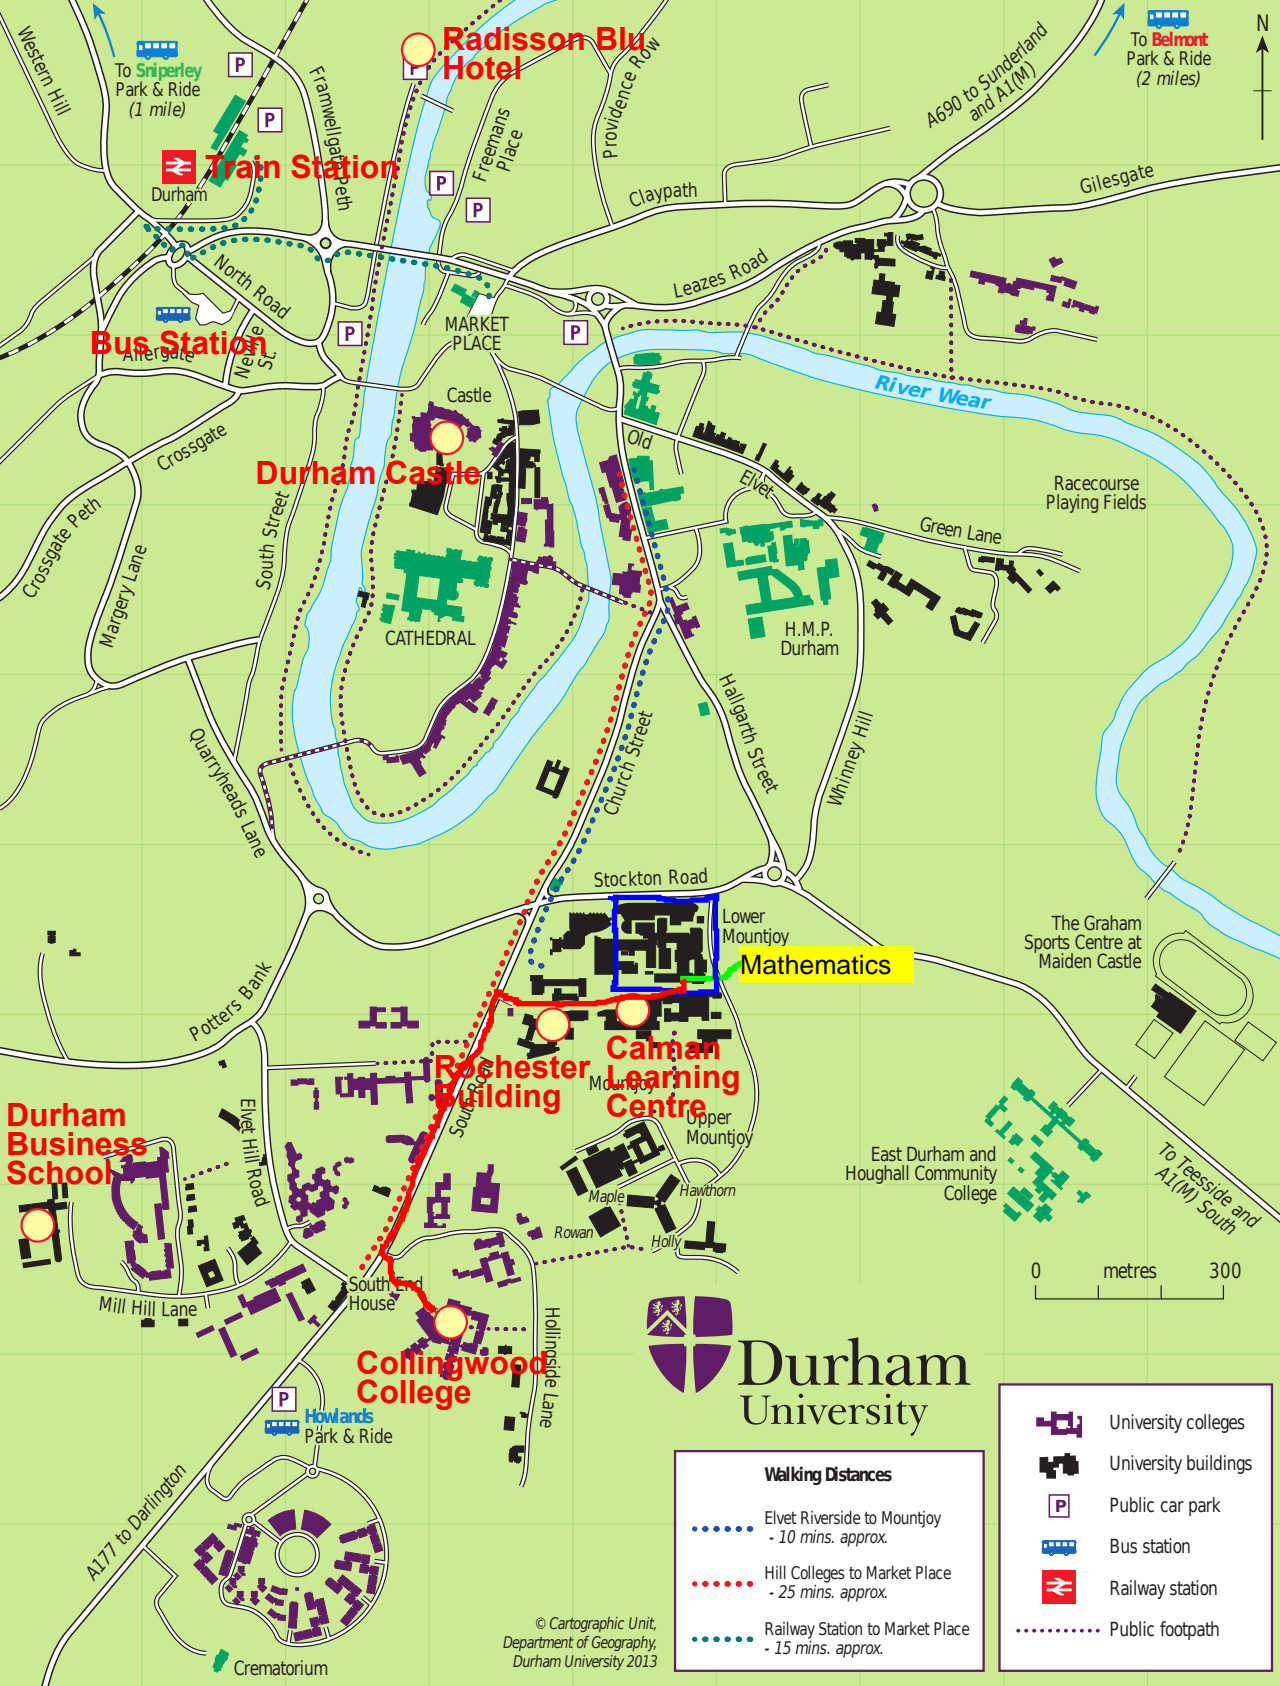 Western Hill
To Sniperley
Park & Ride
(1 mile)
P
P
Framwellgate Peth
Radisson Blu
Hotel
P
Providence Row
Freemans
Place
P
P
A690 to Sunderland
and A1(M)
To Belmont
Park & Ride
(2 miles)
N
Train Station
Durham
Claypath
Gilesgate
North Road
Leazes Road
Bus Station
Allergate
Neville
St.
P
MARKET
PLACE
P
River Wear
Castle
Durham Castle
Crossgate
Old
Elvet
Racecourse
Playing Fields
Green Lane
Crossgate Peth
Margery Lane
South Street
CATHEDRAL
H.M.P.
Durham
Hallgarth Street
Whinney Hill
Church Street
Quarryheads Lane
Stockton Road
Lower
Mountjoy
Mathematics
The Graham
Sports Centre at
Maiden Castle
Potters Bank
Rochester
Building
Calman
Learning
Centre
Mountjoy
South Road
Upper
Mountjoy
Durham
Business
School
Elvet Hill Road
East Durham and
Houghall Community
College
To Teesside and
A1(M) South
Maple
Hawthorn
Rowan
Holly
0 metres 300
Mill Hill Lane
South End
House
Hollingside Lane
Collingwood
College
P
Howlands
Park & Ride
Durham
University
A177 to Darlington
Crematorium
© Cartographic Unit,
Department of Geography,
Durham University 2013
Walking Distances
Elvet Riverside to Mountjoy
- 10 mins. approx.
Hill Colleges to Market Place
- 25 mins. approx.
Railway Station to Market Place
- 15 mins. approx.
University colleges
University buildings
P Public car park
Bus station
Railway station
Public footpath